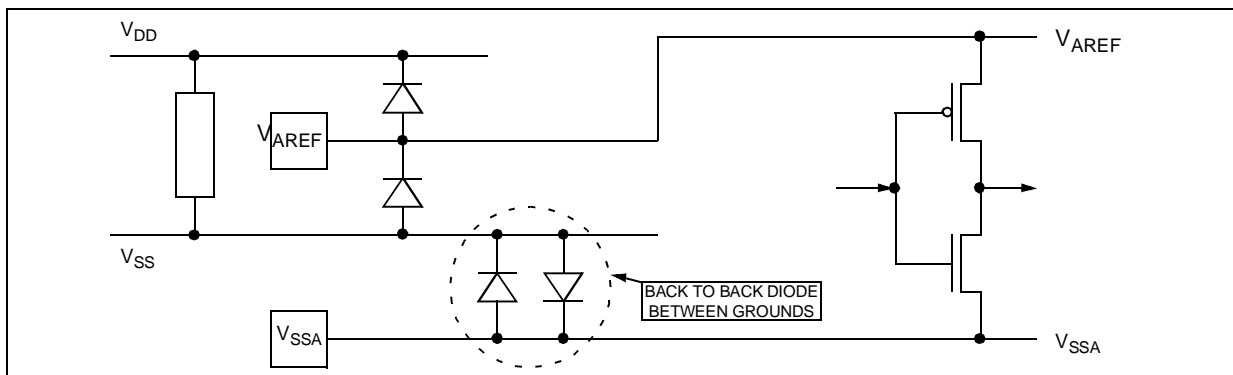 VDD
VAREF
VAREF
VSS
BACK TO BACK DIODE
BETWEEN GROUNDS
VSSA
VSSA